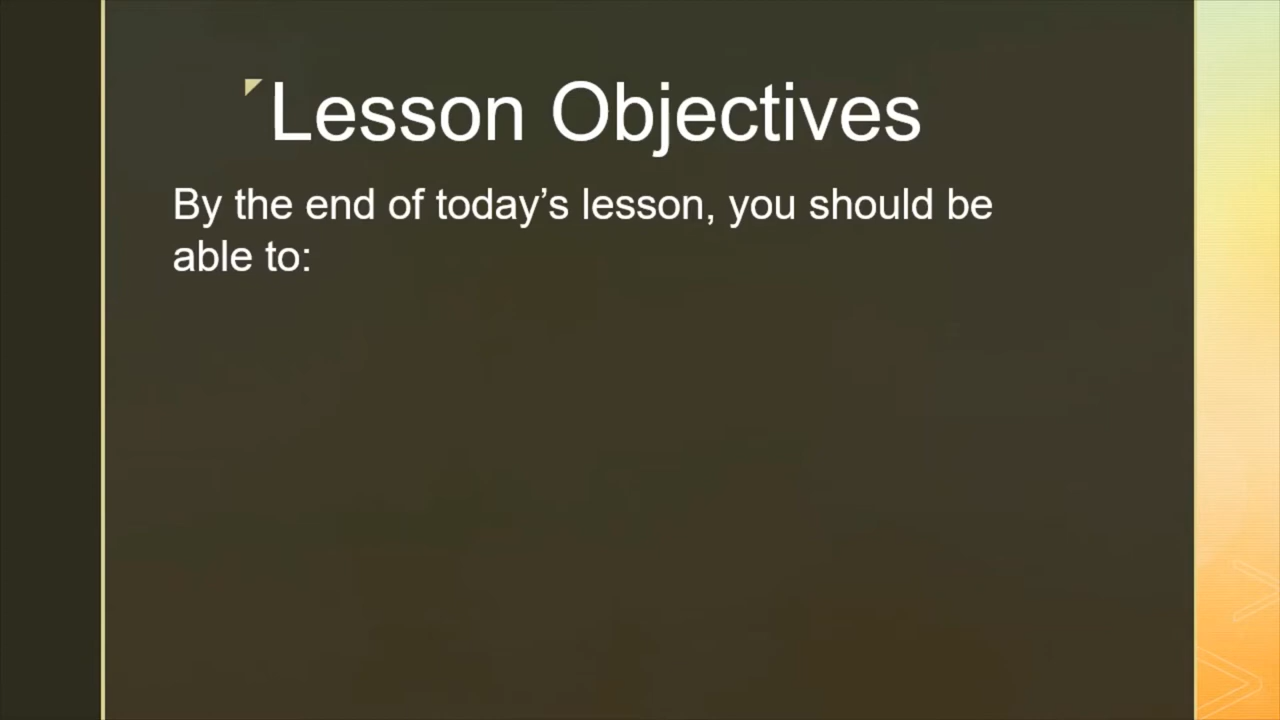 Lesson Objectives
By the end of today’s lesson, you should be
able to: